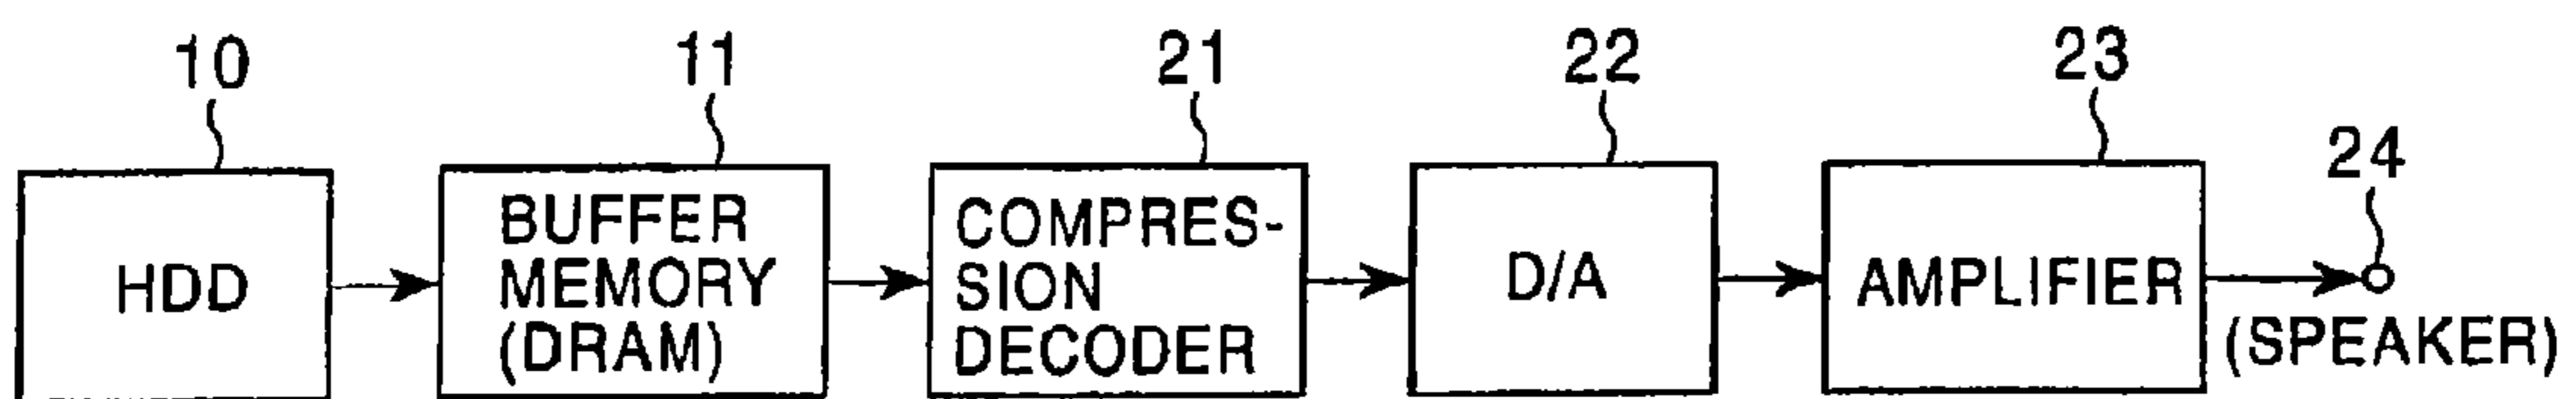 10
11
21
22
23
24
HDD
BUFFER
MEMORY
(DRAM)
COMPRES-
SION
DECODER
D/A
AMPLIFIER
(SPEAKER)